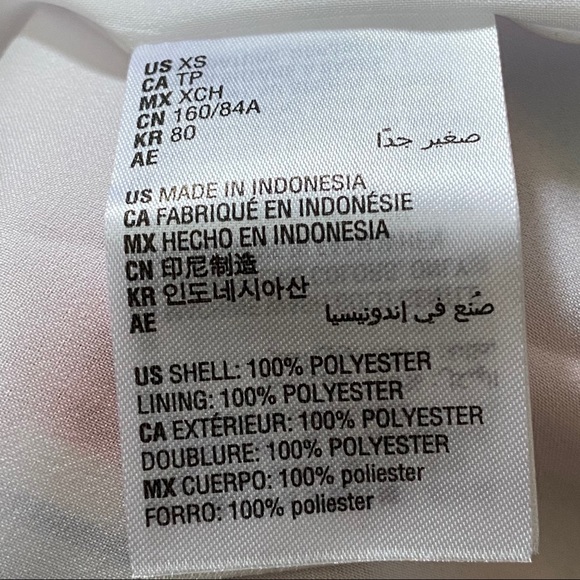 US XS
CA TP
MX XCH
CN 160/84A
KR 80
AE صغير جدًا
US MADE IN INDONESIA
CA FABRIQUÉ EN INDONÉSIE
MX HECHO EN INDONESIA
CN 印尼制造
KR 인도네시아산
AE صُنع في إندونيسيا
US SHELL: 100% POLYESTER
LINING: 100% POLYESTER
CA EXTÉRIEUR: 100% POLYESTER
DOUBLURE: 100% POLYESTER
MX CUERPO: 100% poliester
FORRO: 100% poliester